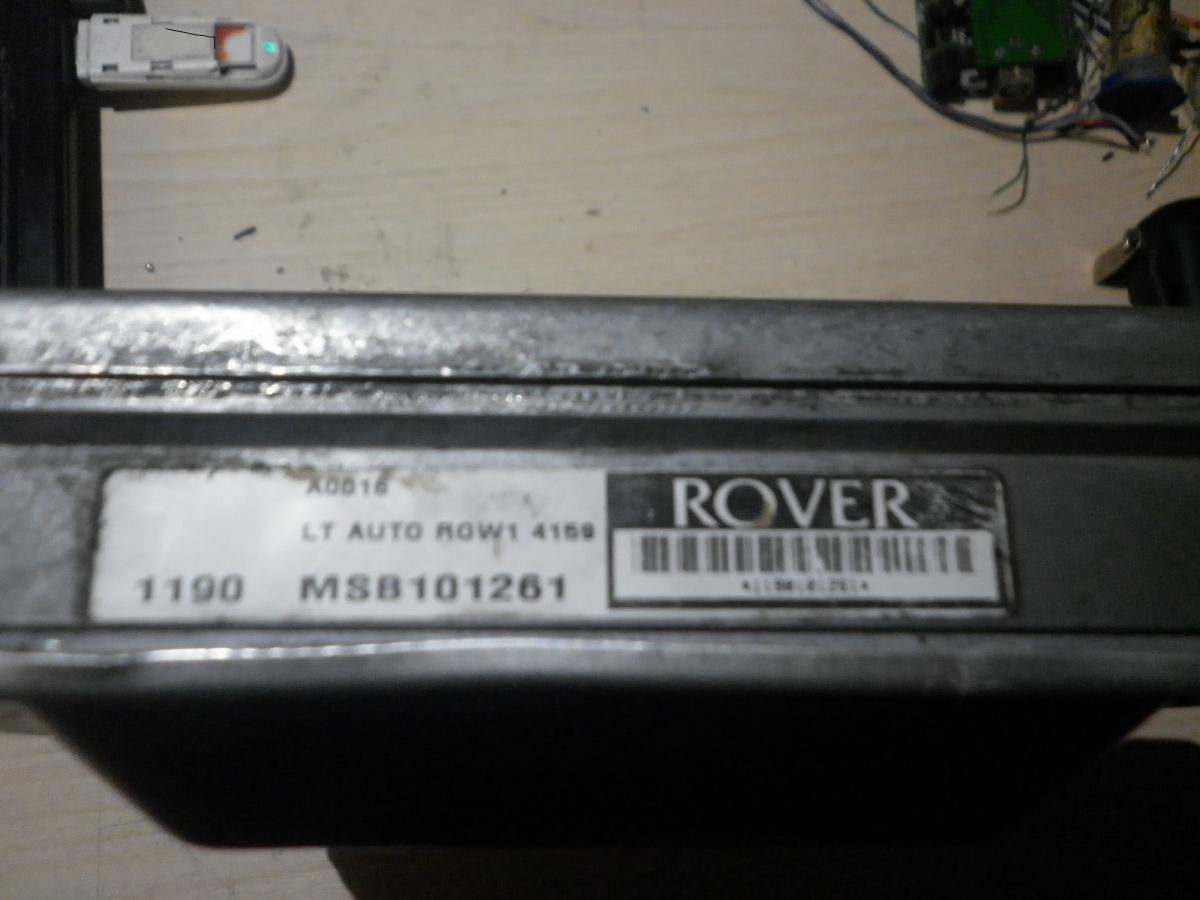 A0016
LT AUTO ROW1 4159
1190 MSB101261
ROVER